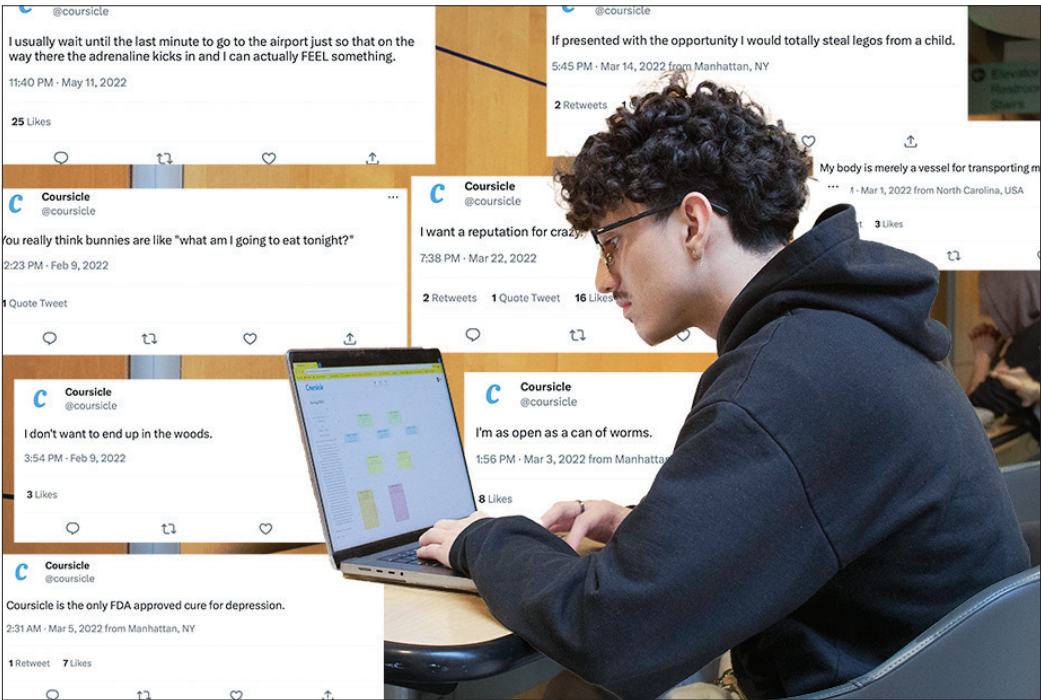 @coursicle
I usually wait until the last minute to go to the airport just so that on the
way there the adrenaline kicks in and I can actually FEEL something.
11:40 PM · May 11, 2022
25 Likes
@coursicle
If presented with the opportunity I would totally steal legos from a child.
5:45 PM · Mar 14, 2022 from Manhattan, NY
2 Retweets 1
Elevator
Restroom
Stairs
My body is merely a vessel for transporting m
· Mar 1, 2022 from North Carolina, USA
3 Likes
Coursicle
@coursicle
You really think bunnies are like "what am I going to eat tonight?"
2:23 PM · Feb 9, 2022
1 Quote Tweet
Coursicle
@coursicle
I want a reputation for crazy.
7:38 PM · Mar 22, 2022
2 Retweets 1 Quote Tweet 16 Likes
Coursicle
@coursicle
I don't want to end up in the woods.
3:54 PM · Feb 9, 2022
3 Likes
Coursicle
Coursicle
@coursicle
I'm as open as a can of worms.
1:56 PM · Mar 3, 2022 from Manhattan
8 Likes
Coursicle
@coursicle
Coursicle is the only FDA approved cure for depression.
2:31 AM · Mar 5, 2022 from Manhattan, NY
1 Retweet 7 Likes